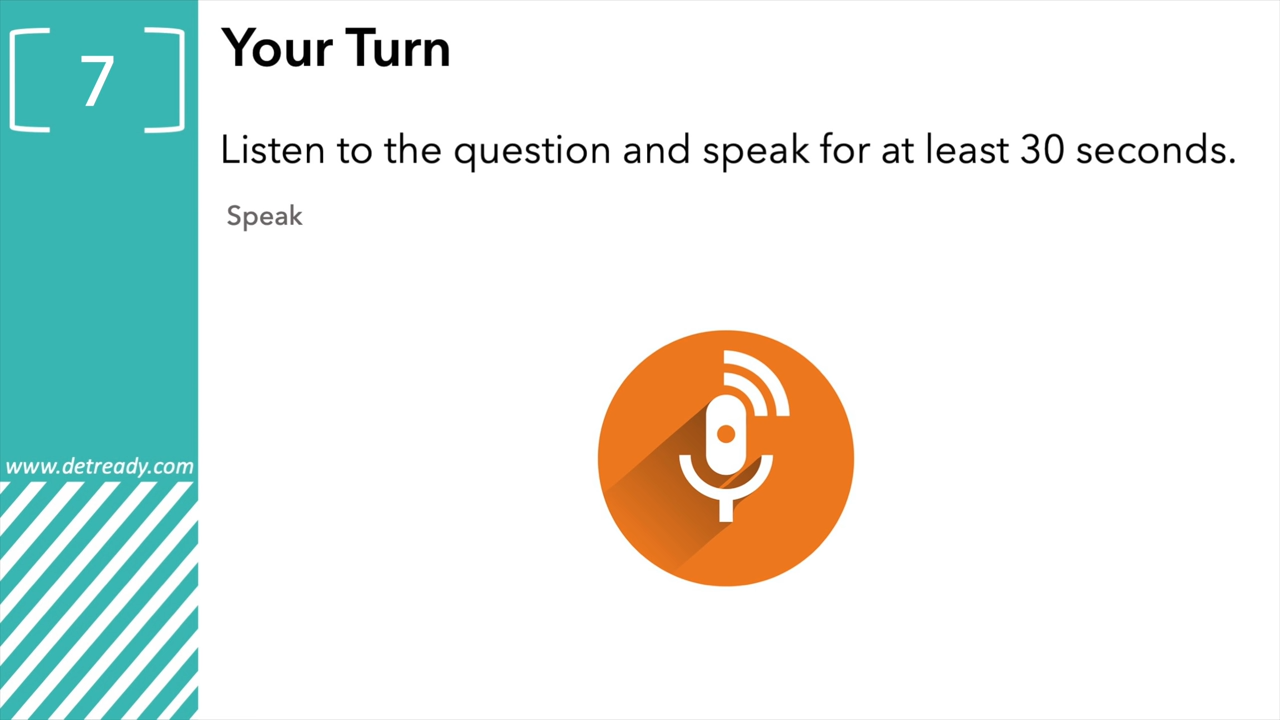 7
Your Turn
Listen to the question and speak for at least 30 seconds.
Speak
www.detready.com